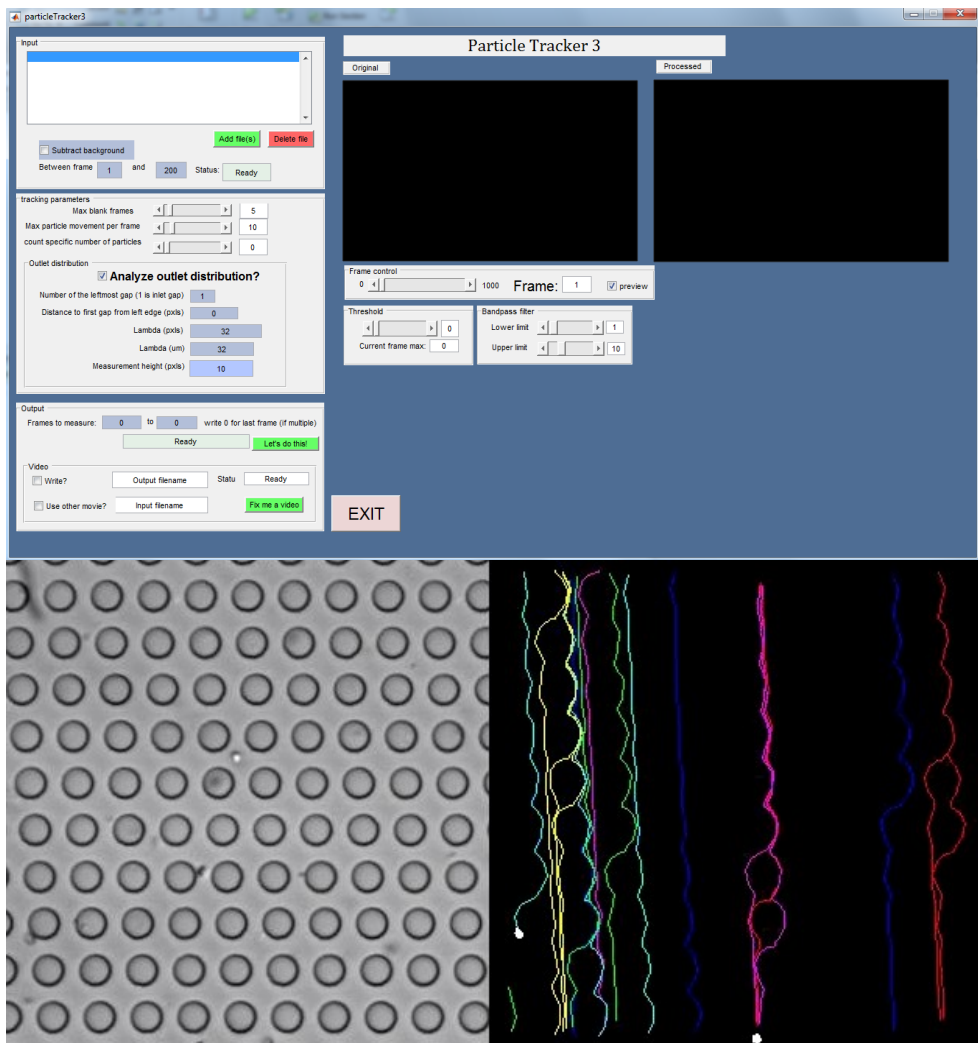 particleTracker3
Particle Tracker 3
Input
Add file(s)
Delete file
Subtract background
Between frame 1 and 200 Status: Ready
tracking parameters
Max blank frames 5
Max particle movement per frame 10
count specific number of particles 0
Outlet distribution
Analyze outlet distribution?
Number of the leftmost gap (1 is inlet gap) 1
Distance to first gap from left edge (pxls) 0
Lambda (pxls) 32
Lambda (um) 32
Measurement height (pxls) 10
Output
Frames to measure: 0 to 0 write 0 for last frame (if multiple)
Ready
Let's do this!
Video
Write? Output filename Statu Ready
Use other movie? Input filename Fix me a video
Original
Processed
Frame control
0 1000 Frame: 1 preview
Threshold
0
Current frame max: 0
Bandpass filter
Lower limit 1
Upper limit 10
EXIT